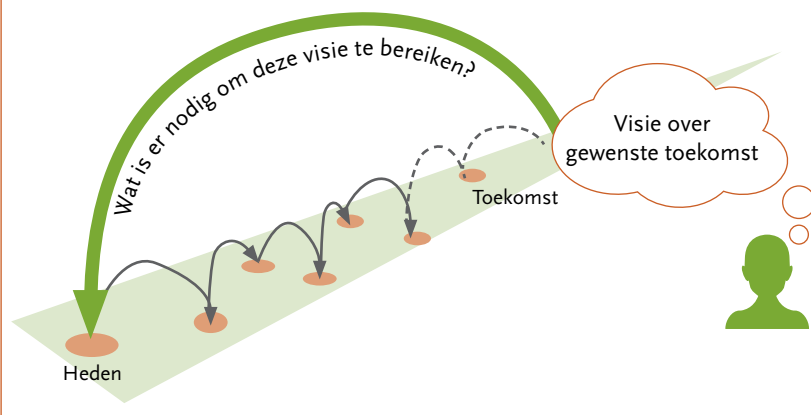 Wat is er nodig om deze visie te bereiken?
Visie over
gewenste toekomst
Toekomst
Heden